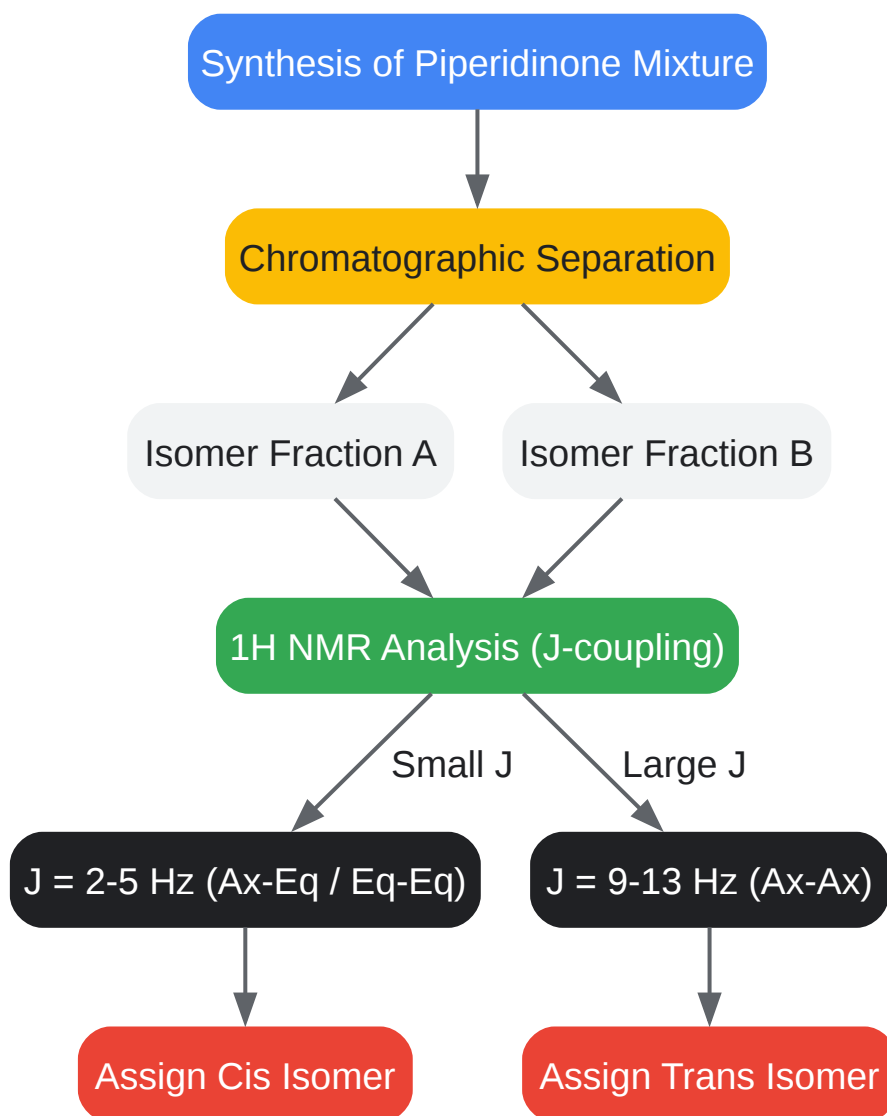 Synthesis of Piperidinone Mixture
Chromatographic Separation
Isomer Fraction A
Isomer Fraction B
1H NMR Analysis (J-coupling)
Small J
Large J
J = 2-5 Hz (Ax-Eq / Eq-Eq)
J = 9-13 Hz (Ax-Ax)
Assign Cis Isomer
Assign Trans Isomer